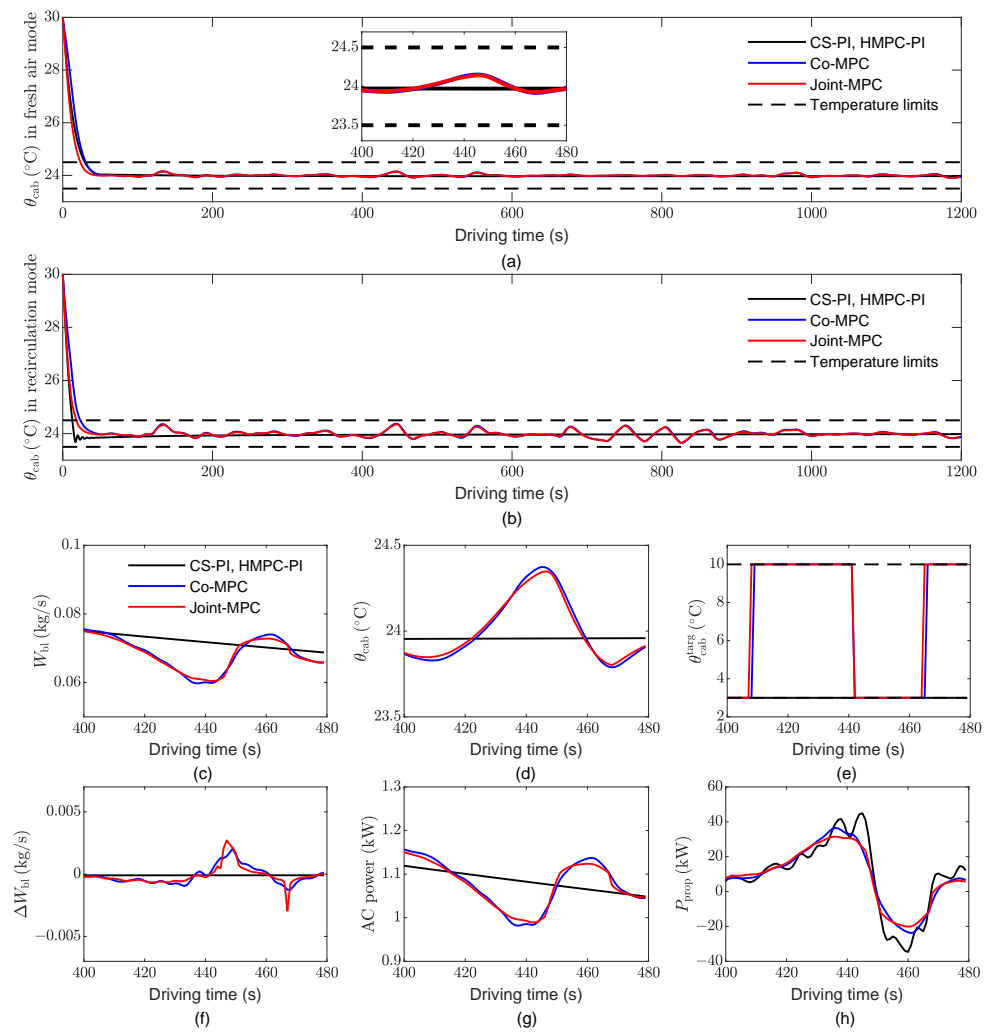 θcab (°C) in fresh air mode
30
28
26
24
0
200
400
600
800
1000
1200
24.5
24
23.5
400
420
440
460
480
CS-PI, HMPC-PI
Co-MPC
Joint-MPC
Temperature limits
Driving time (s)
(a)
θcab (°C) in recirculation mode
30
28
26
24
0
200
400
600
800
1000
1200
CS-PI, HMPC-PI
Co-MPC
Joint-MPC
Temperature limits
Driving time (s)
(b)
Wbl (kg/s)
0.1
0.08
0.06
400
420
440
460
480
CS-PI, HMPC-PI
Co-MPC
Joint-MPC
Driving time (s)
(c)
θcab (°C)
24.5
24
23.5
400
420
440
460
480
Driving time (s)
(d)
θcab^targ (°C)
10
8
6
4
2
400
420
440
460
480
Driving time (s)
(e)
ΔWbl (kg/s)
0.005
0
−0.005
400
420
440
460
480
Driving time (s)
(f)
AC power (kW)
1.3
1.2
1.1
1
0.9
400
420
440
460
480
Driving time (s)
(g)
Pprop (kW)
60
40
20
0
−20
−40
400
420
440
460
480
Driving time (s)
(h)